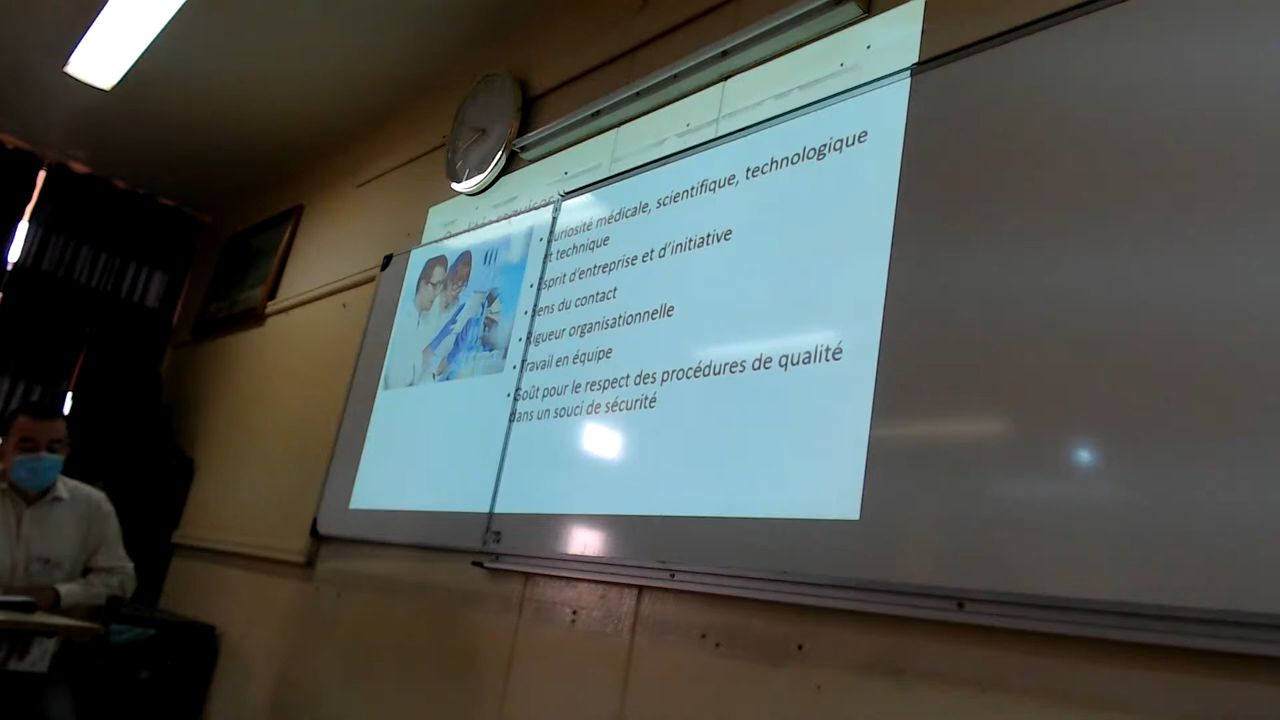 • Curiosité médicale, scientifique, technologique
et technique
• Esprit d'entreprise et d'initiative
• Sens du contact
• Rigueur organisationnelle
• Travail en équipe
• Goût pour le respect des procédures de qualité
dans un souci de sécurité